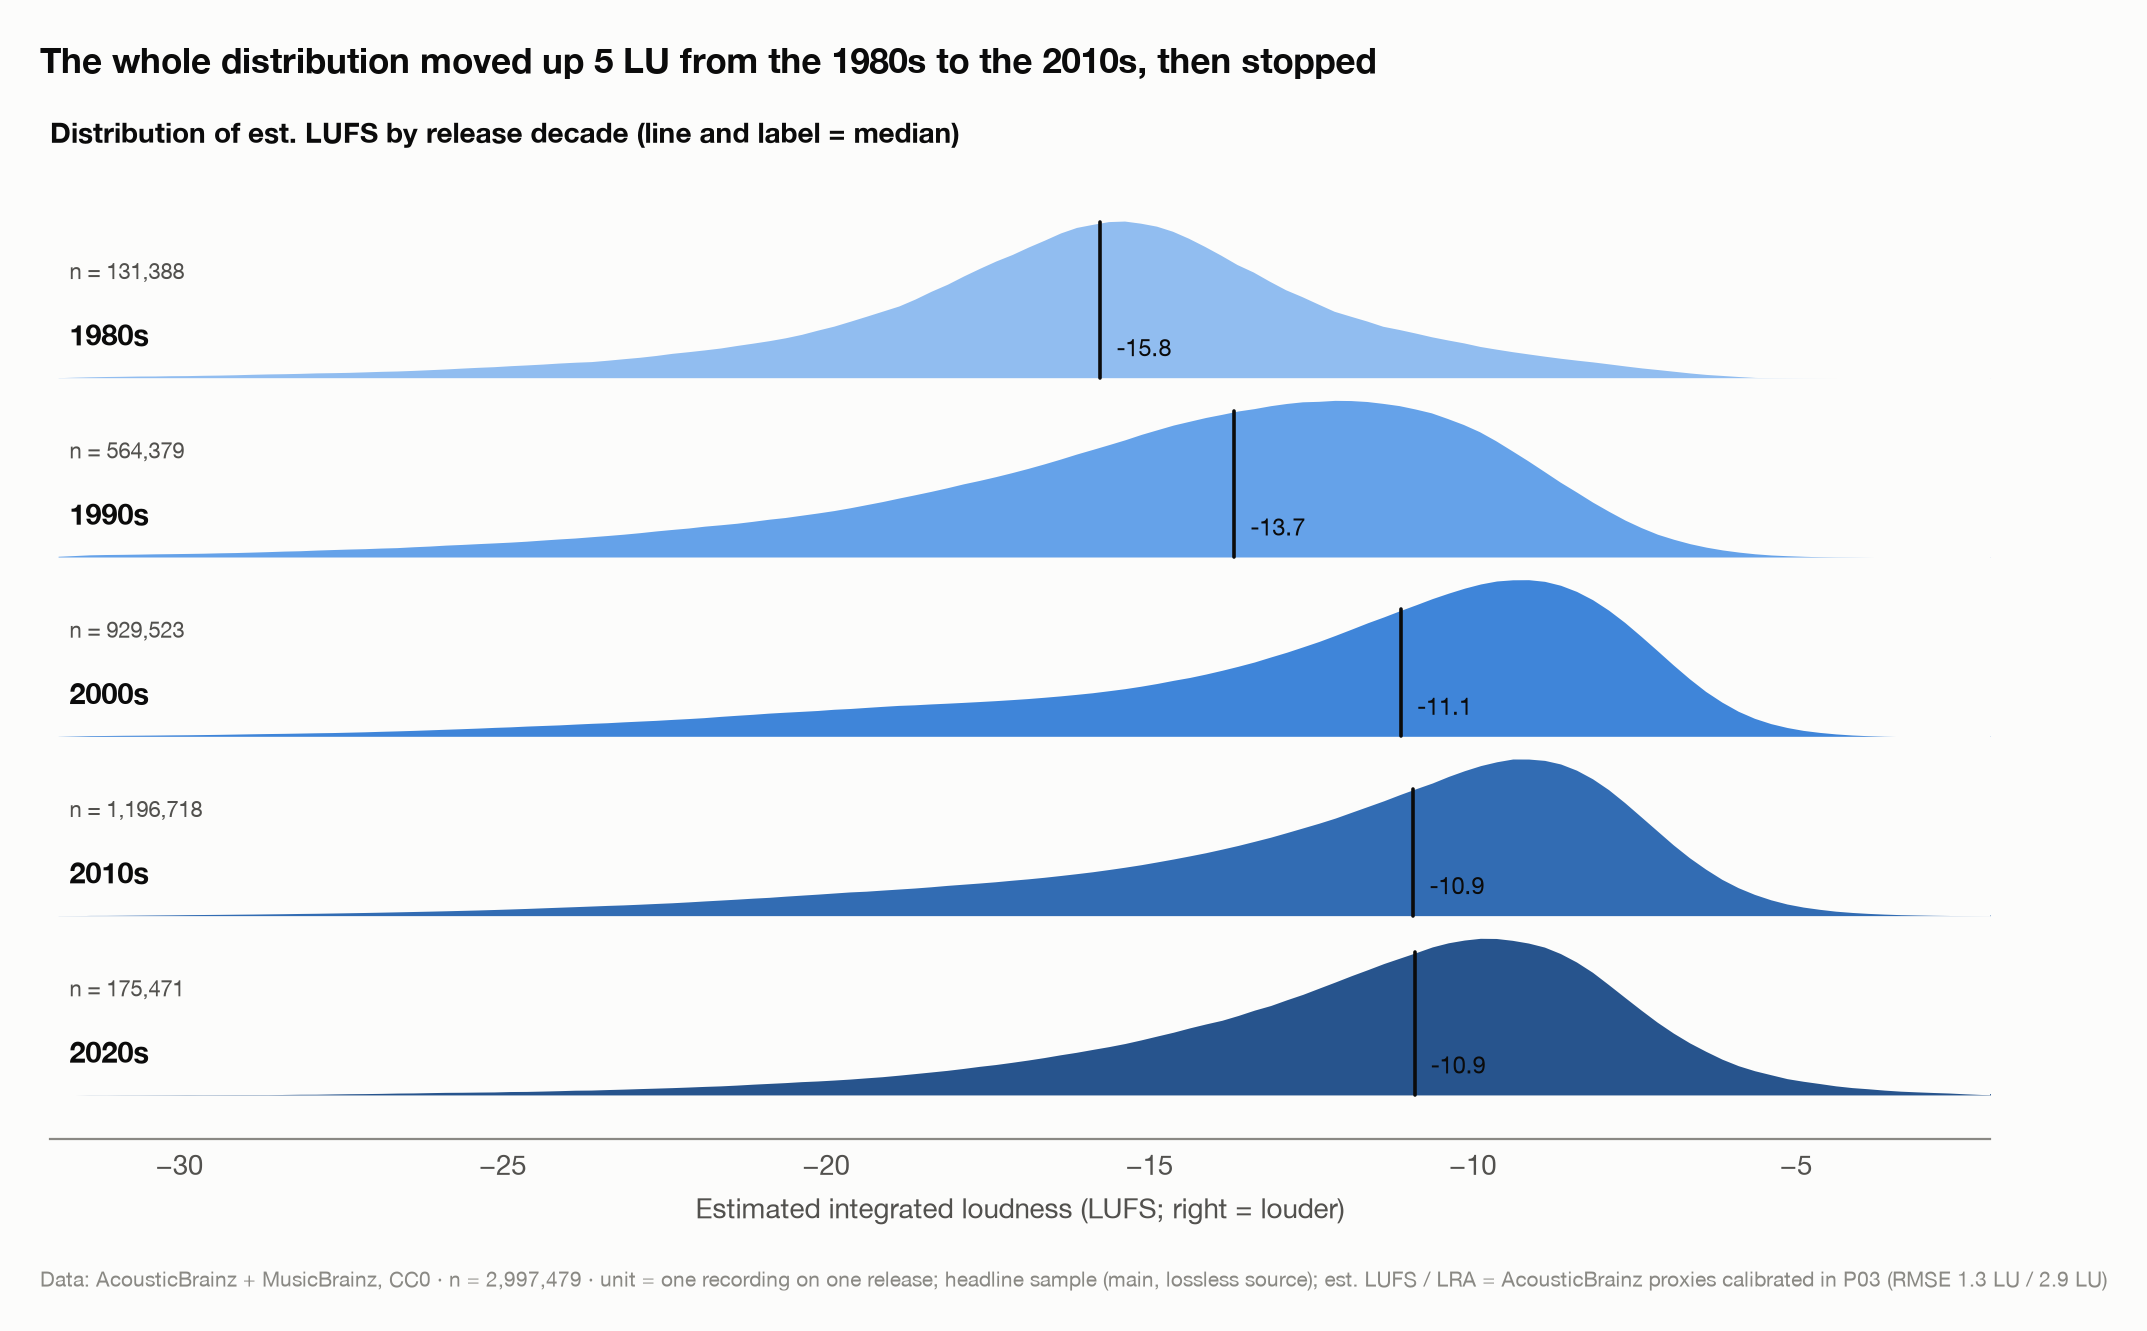 The whole distribution moved up 5 LU from the 1980s to the 2010s, then stopped
Distribution of est. LUFS by release decade (line and label = median)
n = 131,388
1980s
-15.8
n = 564,379
1990s
-13.7
n = 929,523
2000s
-11.1
n = 1,196,718
2010s
-10.9
n = 175,471
2020s
-10.9
−30 −25 −20 −15 −10 −5
Estimated integrated loudness (LUFS; right = louder)
Data: AcousticBrainz + MusicBrainz, CC0 · n = 2,997,479 · unit = one recording on one release; headline sample (main, lossless source); est. LUFS / LRA = AcousticBrainz proxies calibrated in P03 (RMSE 1.3 LU / 2.9 LU)